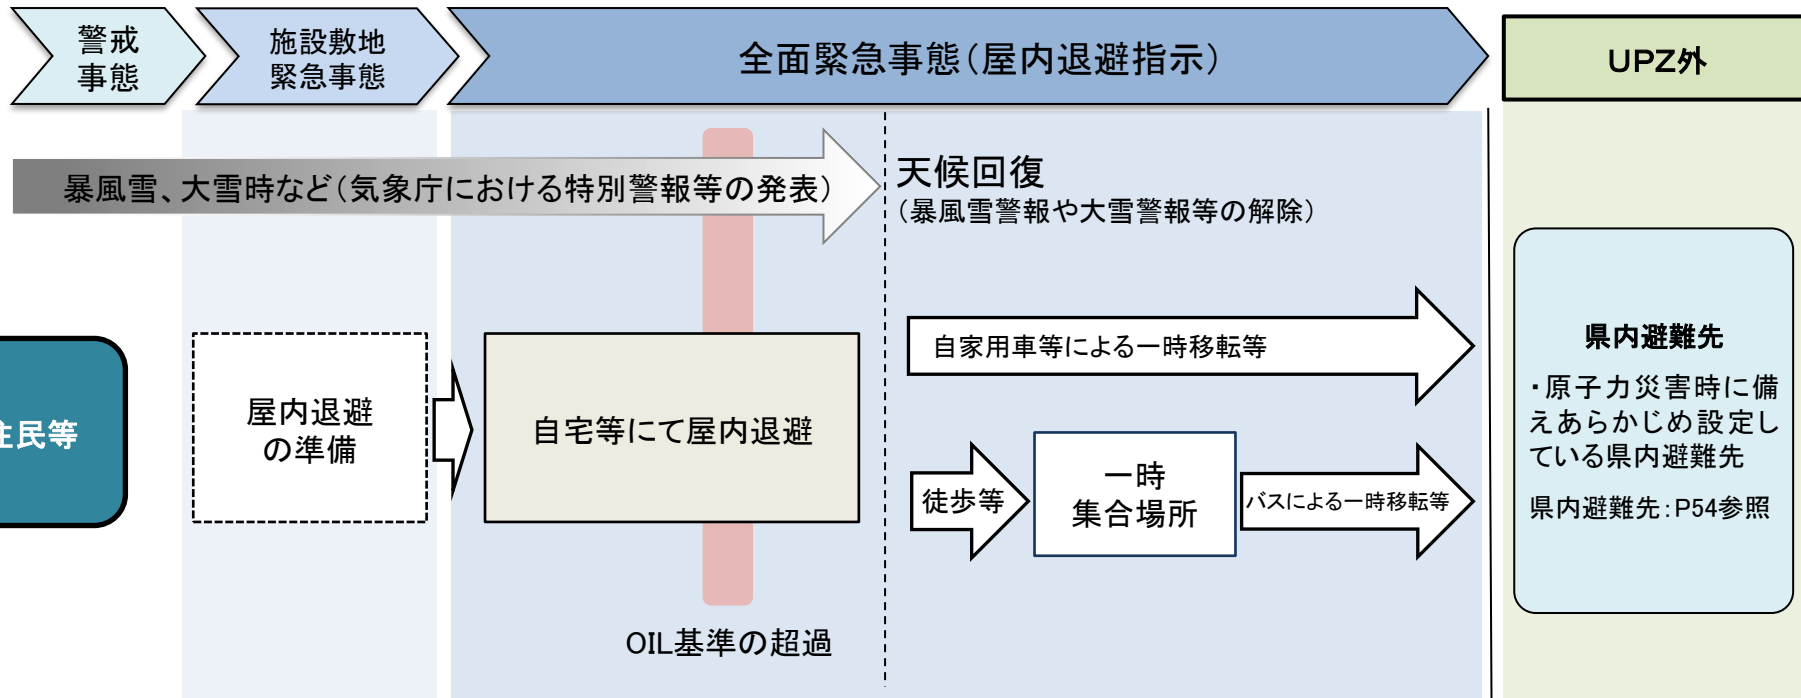 警戒
事態
施設敷地
緊急事態
全面緊急事態（屋内退避指示）
UPZ外
暴風雪、大雪時など（気象庁における特別警報等の発表）
天候回復
（暴風雪警報や大雪警報等の解除）
住民等
屋内退避
の準備
自宅等にて屋内退避
自家用車等による一時移転等
徒歩等
一時
集合場所
バスによる一時移転等
OIL基準の超過
県内避難先
・原子力災害時に備
えあらかじめ設定し
ている県内避難先
県内避難先：P54参照